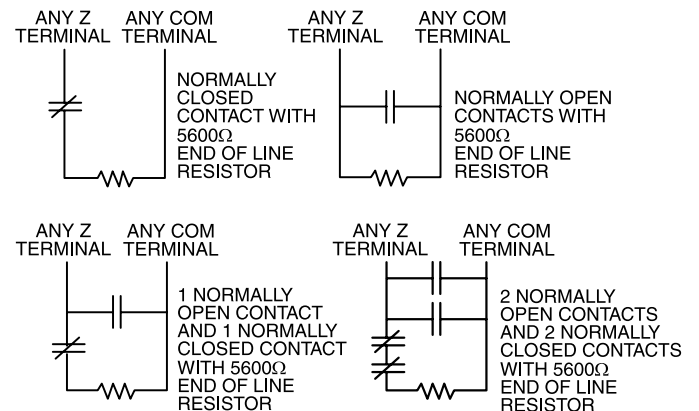 ANY Z
TERMINAL
ANY COM
TERMINAL
NORMALLY
CLOSED
CONTACT WITH
5600Ω
END OF LINE
RESISTOR
ANY Z
TERMINAL
ANY COM
TERMINAL
NORMALLY OPEN
CONTACTS WITH
5600Ω
END OF LINE
RESISTOR
ANY Z
TERMINAL
ANY COM
TERMINAL
1 NORMALLY
OPEN CONTACT
AND 1 NORMALLY
CLOSED CONTACT
WITH 5600Ω
END OF LINE
RESISTOR
ANY Z
TERMINAL
ANY COM
TERMINAL
2 NORMALLY
OPEN CONTACTS
AND 2 NORMALLY
CLOSED CONTACTS
WITH 5600Ω
END OF LINE
RESISTOR